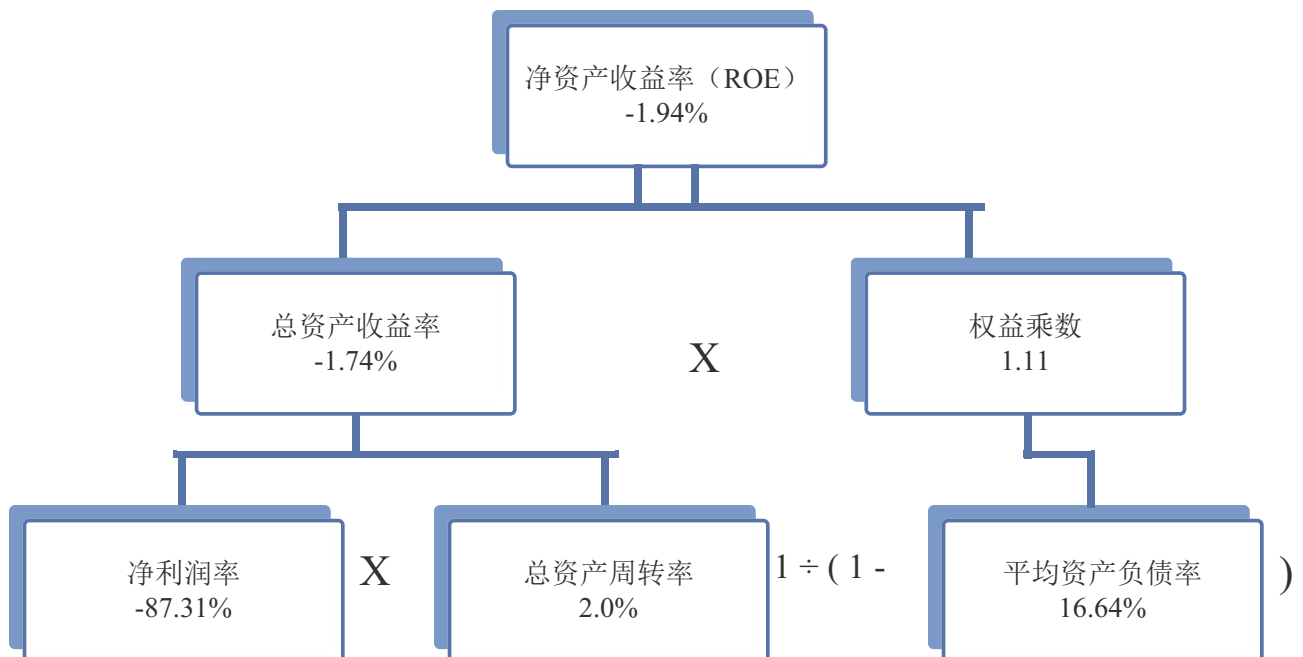 净资产收益率（ROE）
-1.94%
总资产收益率
-1.74%
X
权益乘数
1.11
净利润率
-87.31%
X
总资产周转率
2.0%
1 ÷ ( 1 -
平均资产负债率
16.64%
)